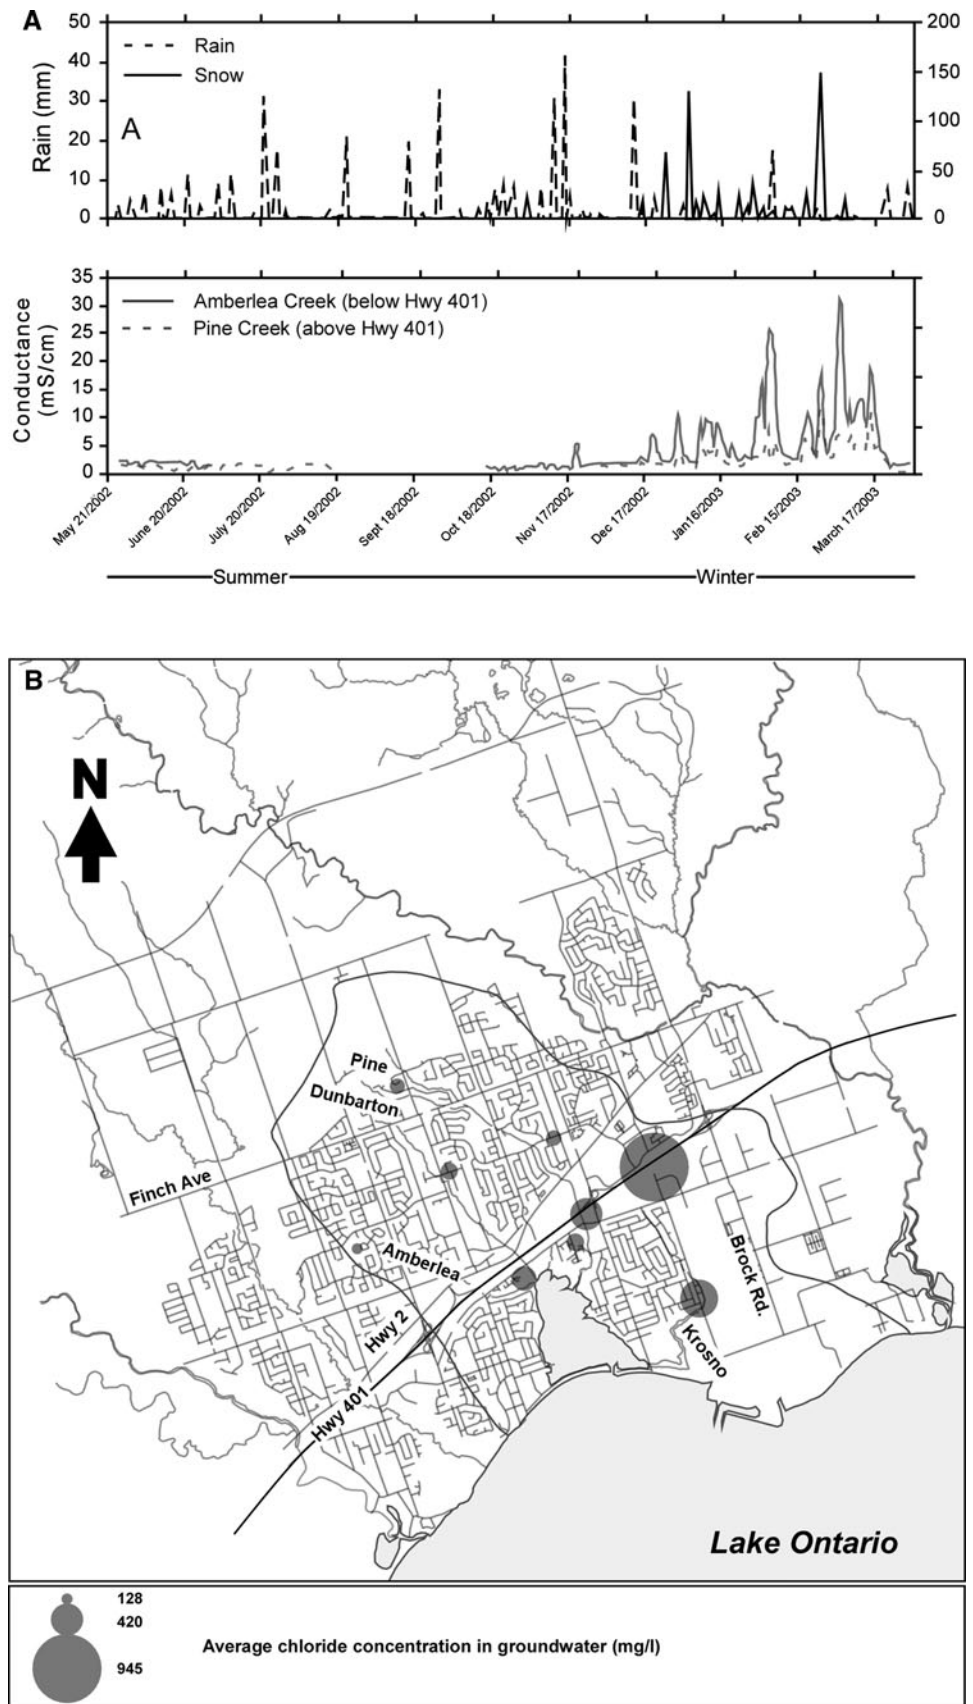 A
50
40
30
20
10
0
Rain (mm)
Rain
Snow
A
200
150
100
50
0
35
30
25
20
15
10
5
0
Conductance
(mS/cm)
Amberlea Creek (below Hwy 401)
Pine Creek (above Hwy 401)
May 21/2002
June 20/2002
July 20/2002
Aug 19/2002
Sept 18/2002
Oct 18/2002
Nov 17/2002
Dec 17/2002
Jan16/2003
Feb 15/2003
March 17/2003
Summer
Winter
B
N
Pine
Dunbarton
Finch Ave
Amberlea
Hwy 2
Hwy 401
Brock Rd.
Krosno
Lake Ontario
128
420
945
Average chloride concentration in groundwater (mg/l)